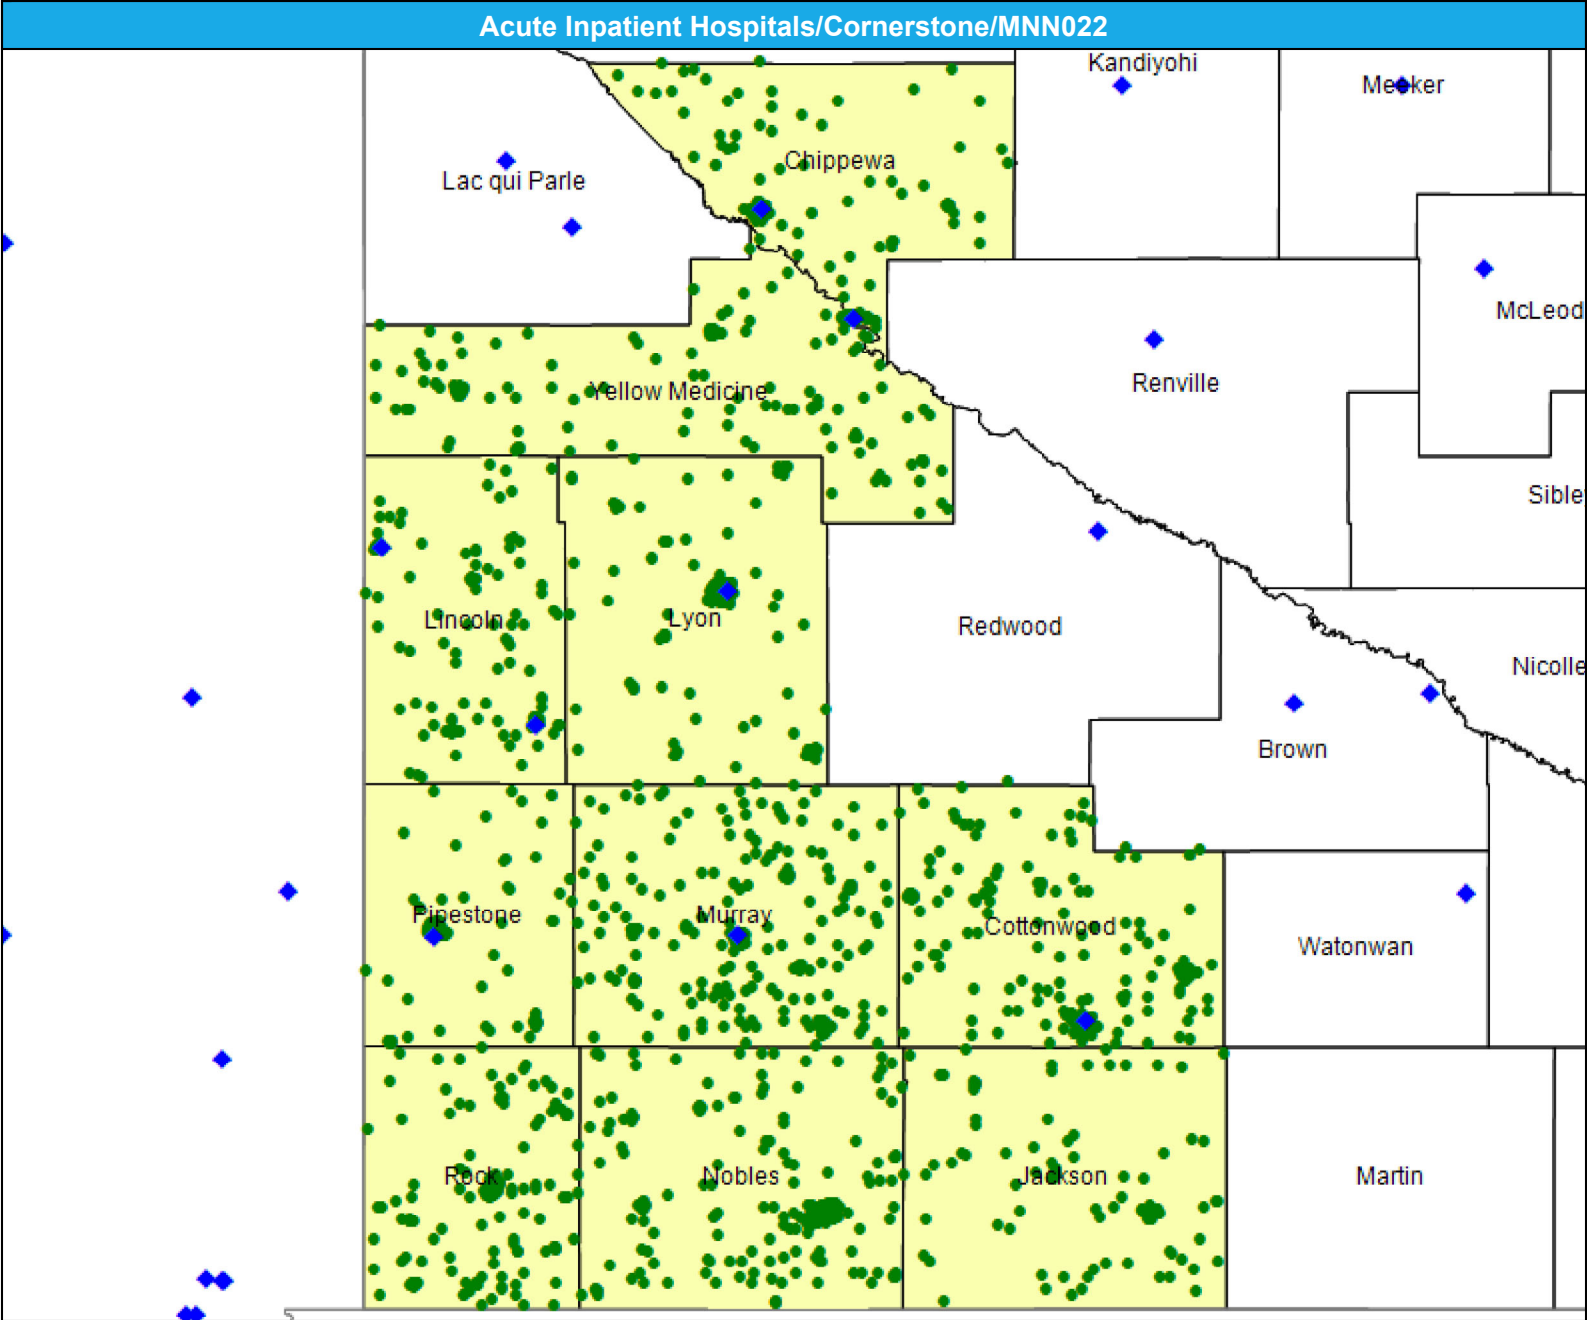 Acute Inpatient Hospitals/Cornerstone/MNN022
Kandiyohi
Meeker
Chippewa
Lac qui Parle
McLeod
Renville
Yellow Medicine
Sible
Lincoln
Lyon
Redwood
Nicolle
Brown
Pipestone
Murray
Cottonwood
Watonwan
Rock
Nobles
Jackson
Martin